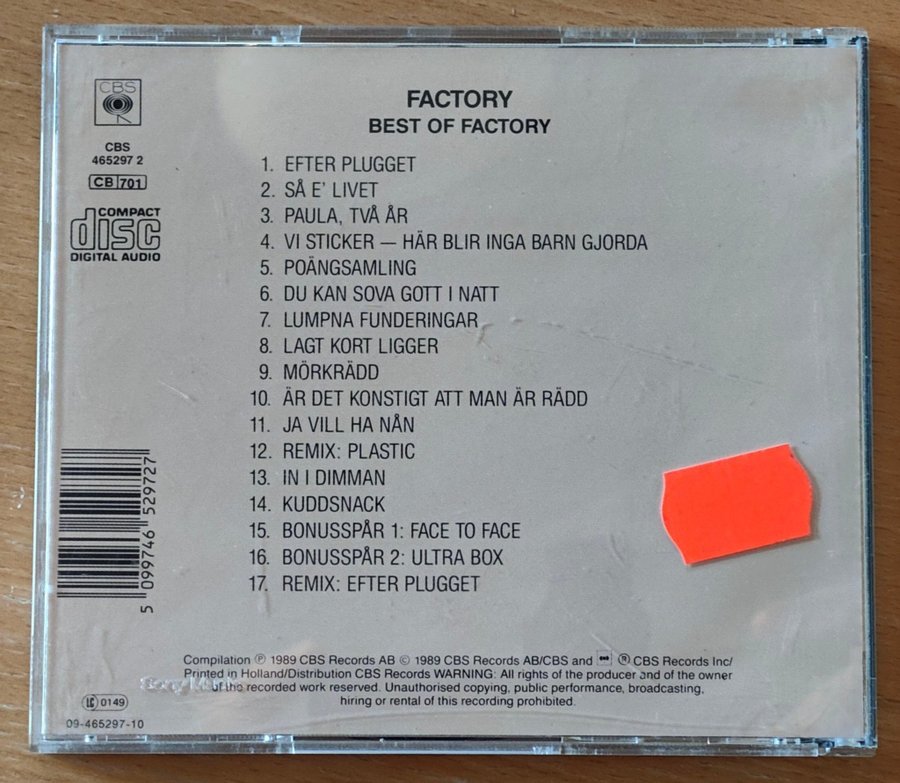 CBS
CBS
465297 2
CB 701
COMPACT
disc
DIGITAL AUDIO
FACTORY
BEST OF FACTORY
1. EFTER PLUGGET
2. SÅ E' LIVET
3. PAULA, TVÅ ÅR
4. VI STICKER — HÄR BLIR INGA BARN GJORDA
5. POÄNGSAMLING
6. DU KAN SOVA GOTT I NATT
7. LUMPNA FUNDERINGAR
8. LAGT KORT LIGGER
9. MÖRKRÄDD
10. ÄR DET KONSTIGT ATT MAN ÄR RÄDD
11. JA VILL HA NÅN
12. REMIX: PLASTIC
13. IN I DIMMAN
14. KUDDSNACK
15. BONUSSPÅR 1: FACE TO FACE
16. BONUSSPÅR 2: ULTRA BOX
17. REMIX: EFTER PLUGGET
5 099746 529727
Compilation ℗ 1989 CBS Records AB © 1989 CBS Records AB/CBS and ® CBS Records Inc/
Printed in Holland/Distribution CBS Records WARNING: All rights of the producer and of the owner
of the recorded work reserved. Unauthorised copying, public performance, broadcasting,
hiring or rental of this recording prohibited.
Sony
LC 0149
09-465297-10